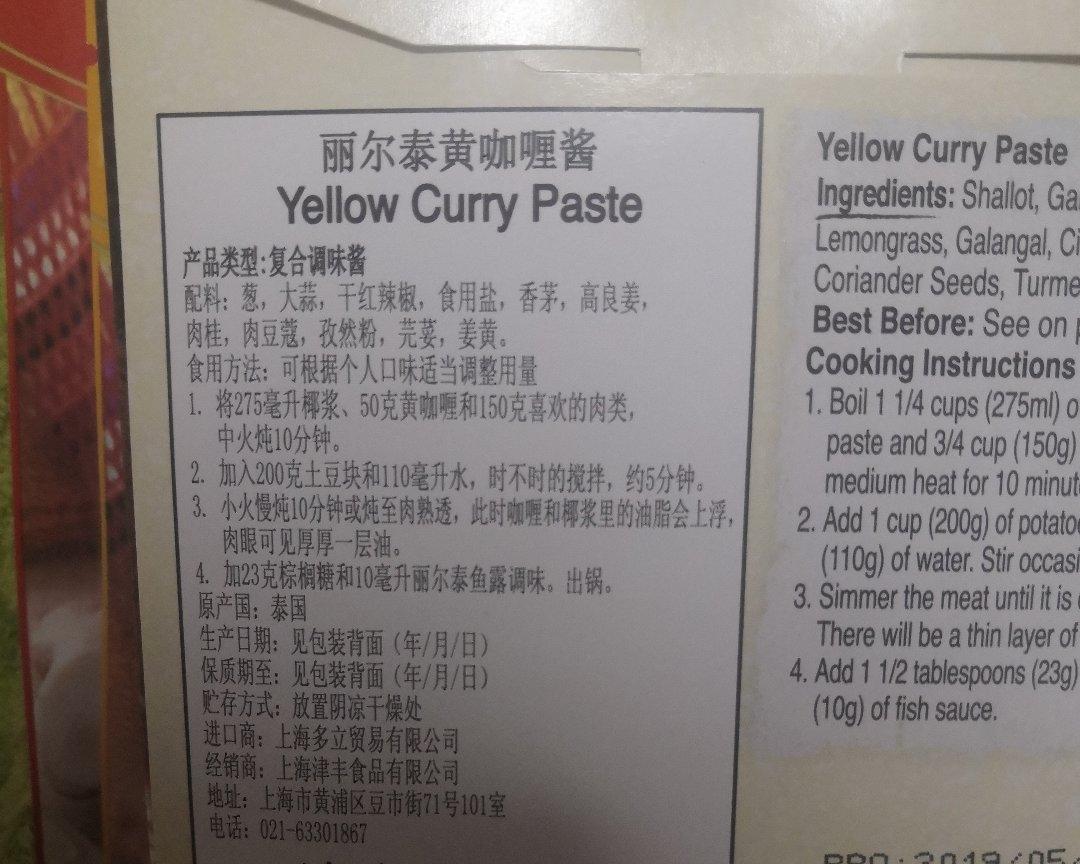 丽尔泰黄咖喱酱
Yellow Curry Paste
产品类型:复合调味酱
配料：葱，大蒜，干红辣椒，食用盐，香茅，高良姜，
肉桂，肉豆蔻，孜然粉，芫荽，姜黄。
食用方法：可根据个人口味适当调整用量
1. 将275毫升椰浆、50克黄咖喱和150克喜欢的肉类，
中火炖10分钟。
2. 加入200克土豆块和110毫升水，时不时的搅拌，约5分钟。
3. 小火慢炖10分钟或炖至肉熟透，此时咖喱和椰浆里的油脂会上浮，
肉眼可见厚厚一层油。
4. 加23克棕榈糖和10毫升丽尔泰鱼露调味。出锅。
原产国：泰国
生产日期：见包装背面（年/月/日）
保质期至：见包装背面（年/月/日）
贮存方式：放置阴凉干燥处
进口商：上海多立贸易有限公司
经销商：上海津丰食品有限公司
地址：上海市黄浦区豆市街71号101室
电话：021-63301867
Yellow Curry Paste
Ingredients: Shallot,
Lemongrass, Galangal,
Coriander Seeds,
Best Before: See on
Cooking Instructions
1. Boil 1 1/4 cups (275ml)
paste and 3/4 cup (150g)
medium heat for 10
2. Add 1 cup (200g) of
(110g) of water. Stir
3. Simmer the meat until it is
There will be a thin layer of
4. Add 1 1/2 tablespoons (23g)
(10g) of fish sauce.